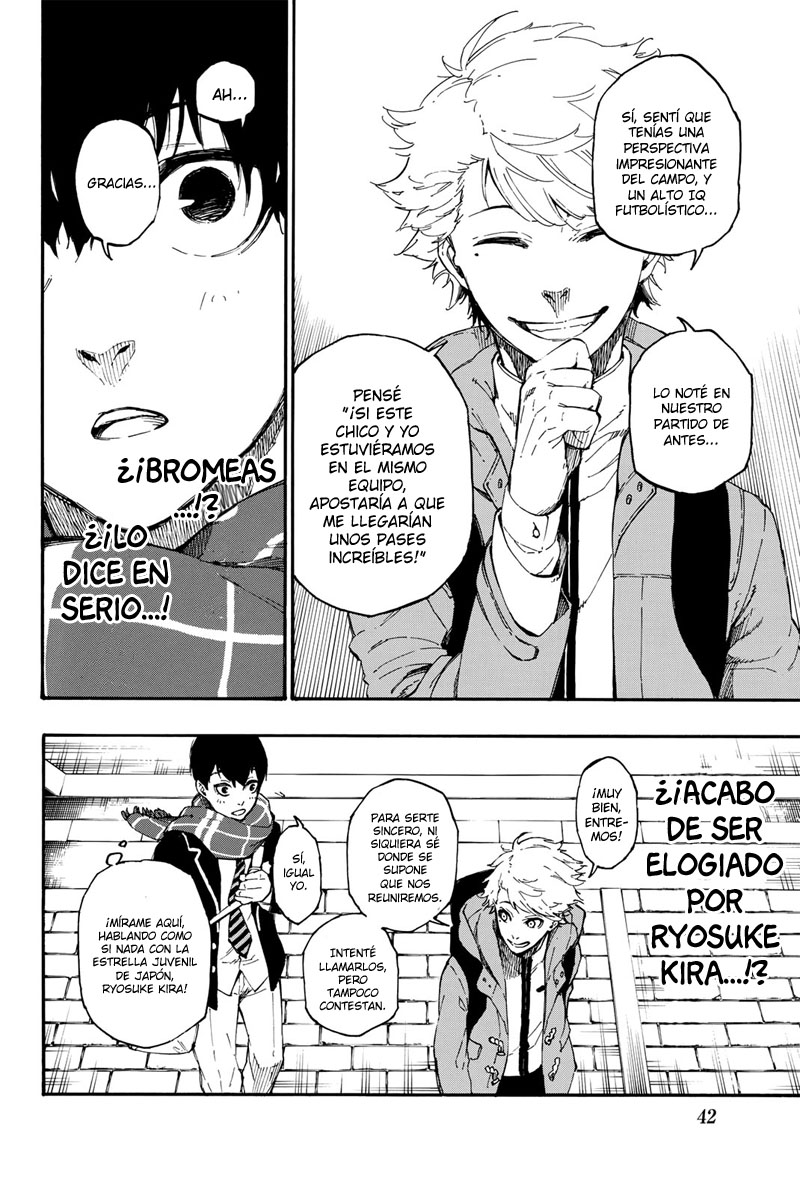 SÍ, SENTÍ QUE
TENÍAS UNA
PERSPECTIVA
IMPRESIONANTE
DEL CAMPO, Y
UN ALTO IQ
FUTBOLÍSTICO...
LO NOTÉ EN
NUESTRO
PARTIDO DE
ANTES...
PENSÉ
"¡SI ESTE
CHICO Y YO
ESTUVIÉRAMOS
EN EL MISMO
EQUIPO,
APOSTARÍA A QUE
ME LLEGARÍAN
UNOS PASES
INCREÍBLES!"
AH...
GRACIAS...
¿¡BROMEAS
...!?
¿¡LO
DICE EN
SERIO...!
¿¡ACABO
DE SER
ELOGIADO
POR
RYOSUKE
KIRA...!?
¡MUY
BIEN,
ENTRE-
MOS!
PARA SERTE
SINCERO, NI
SIQUIERA SÉ
DONDE SE
SUPONE
QUE NOS
REUNIREMOS.
INTENTÉ
LLAMARLOS,
PERO
TAMPOCO
CONTESTAN.
SÍ,
IGUAL
YO.
¡MÍRAME AQUÍ,
HABLANDO COMO
SI NADA CON LA
ESTRELLA JUVENIL
DE JAPÓN,
RYOSUKE KIRA!
42